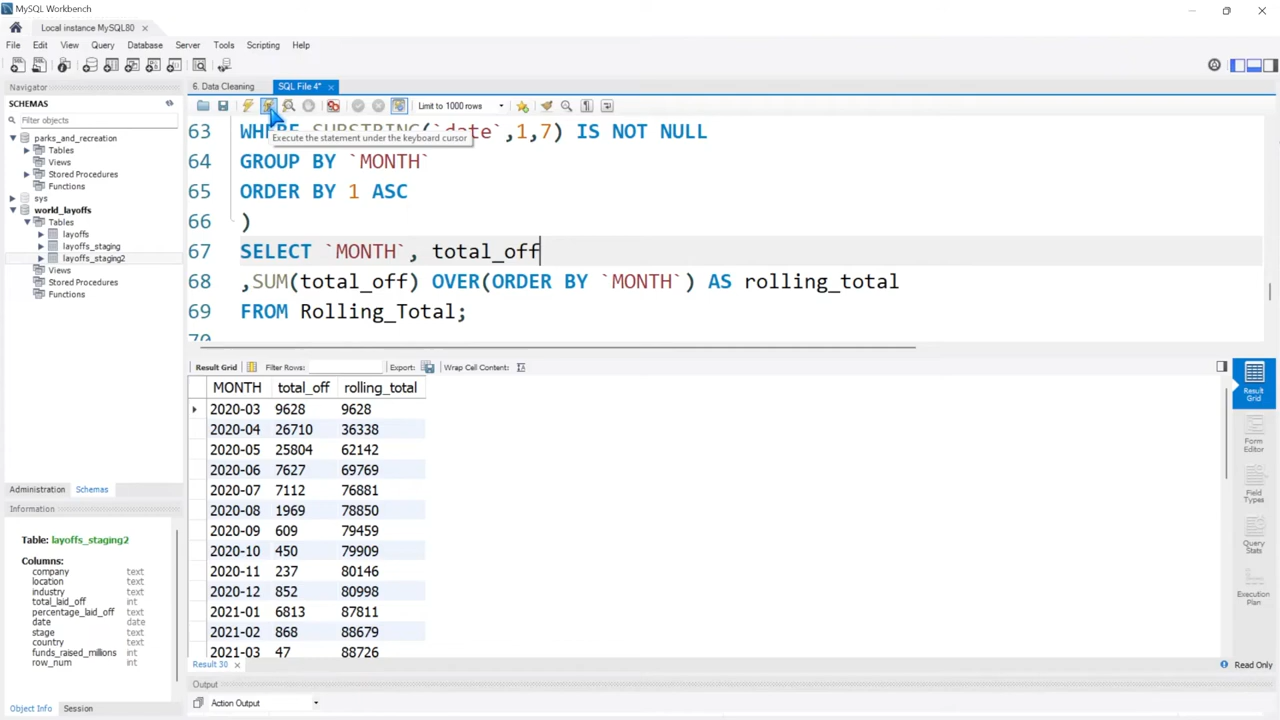 MySQL Workbench
Local instance MySQL80
File Edit View Query Database Server Tools Scripting Help
Navigator
SCHEMAS
Filter objects
parks_and_recreation
Tables
Views
Stored Procedures
Functions
sys
world_layoffs
Tables
layoffs
layoffs_staging
layoffs_staging2
Views
Stored Procedures
Functions
Administration Schemas
Information
Table: layoffs_staging2
Columns:
company text
location text
industry text
total_laid_off int
percentage_laid_off text
date date
stage text
country text
funds_raised_millions int
row_num int
Object Info Session
6. Data Cleaning SQL File 4*
Limit to 1000 rows
63 WHERE SUBSTRING(`date`,1,7) IS NOT NULL
Execute the statement under the keyboard cursor
64 GROUP BY `MONTH`
65 ORDER BY 1 ASC
66 )
67 SELECT `MONTH`, total_off
68 ,SUM(total_off) OVER(ORDER BY `MONTH`) AS rolling_total
69 FROM Rolling_Total;
70
Result Grid Filter Rows: Export: Wrap Cell Content:
MONTH total_off rolling_total
2020-03 9628 9628
2020-04 26710 36338
2020-05 25804 62142
2020-06 7627 69769
2020-07 7112 76881
2020-08 1969 78850
2020-09 609 79459
2020-10 450 79909
2020-11 237 80146
2020-12 852 80998
2021-01 6813 87811
2021-02 868 88679
2021-03 47 88726
Result 30
Output
Action Output
Result Grid
Form Editor
Field Types
Query Stats
Execution Plan
Read Only